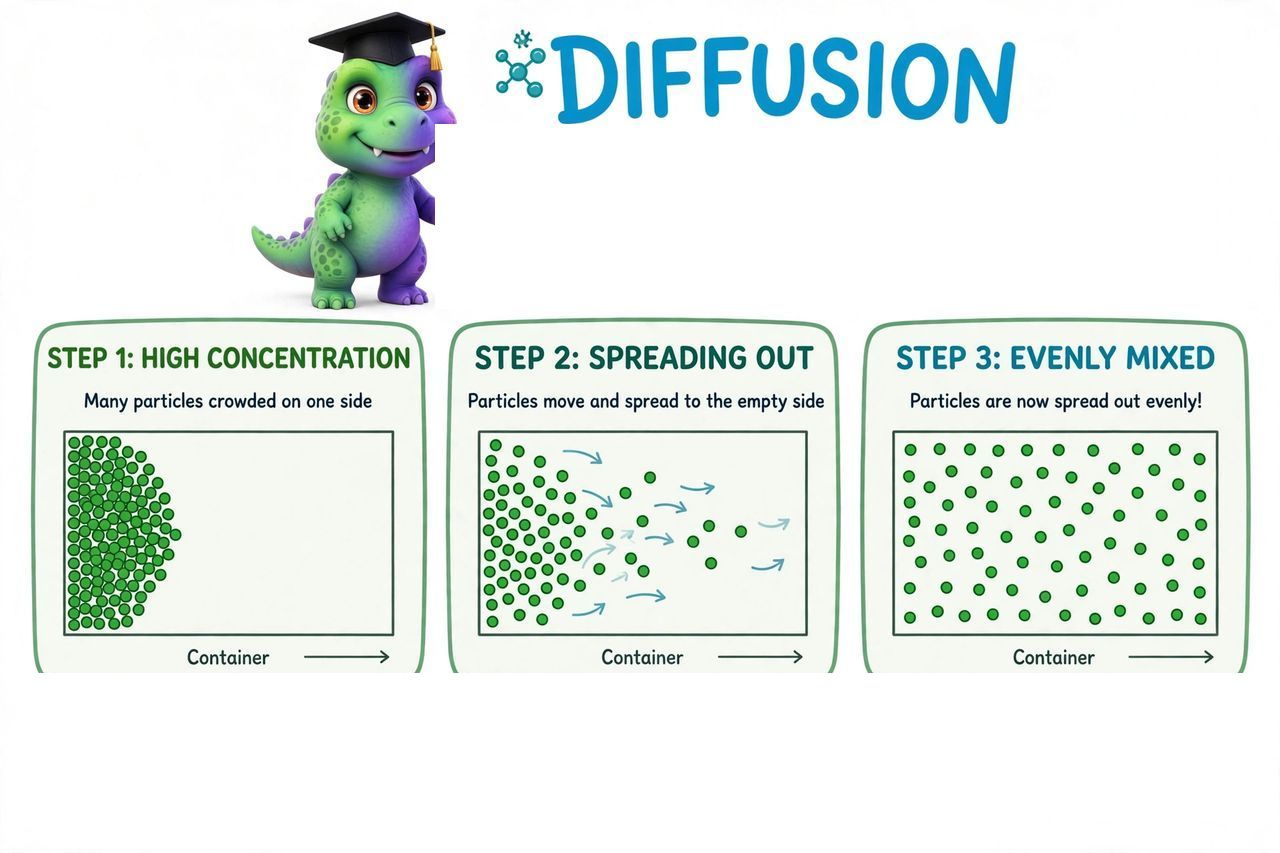 DIFFUSION
STEP 1: HIGH CONCENTRATION
Many particles crowded on one side
Container
STEP 2: SPREADING OUT
Particles move and spread to the empty side
Container
STEP 3: EVENLY MIXED
Particles are now spread out evenly!
Container